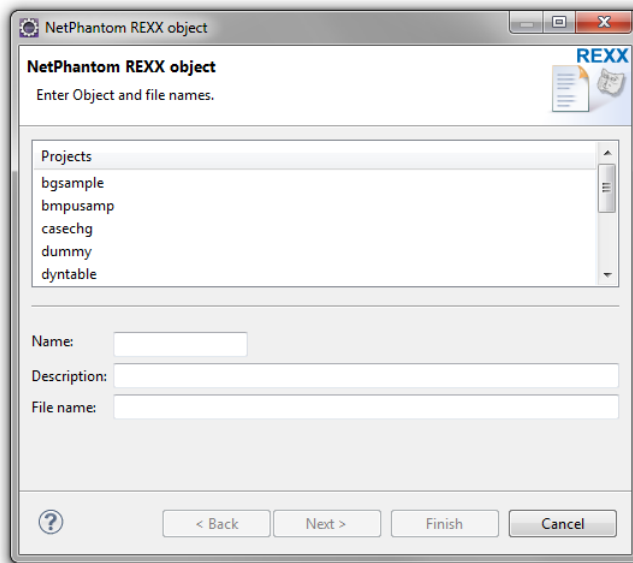 NetPhantom REXX object
NetPhantom REXX object
REXX
Enter Object and file names.
Projects
bgsample
bmpusamp
casechg
dummy
dyntable
Name:
Description:
File name:
? < Back Next > Finish Cancel